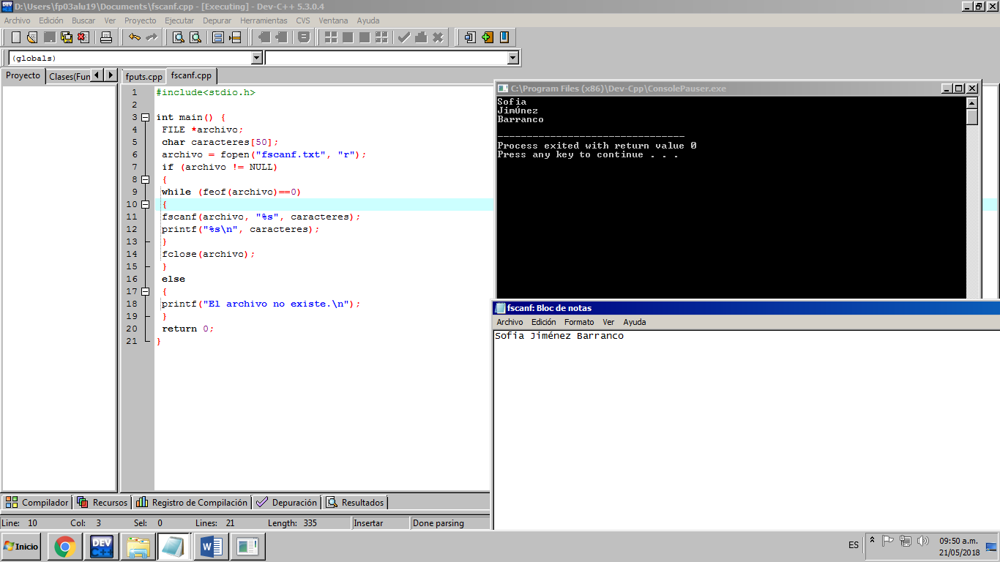 D:\Users\fp03alu19\Documents\fscanf.cpp - [Executing] - Dev-C++ 5.3.0.4
Archivo Edición Buscar Ver Proyecto Ejecutar Depurar Herramientas CVS Ventana Ayuda
(globals)
Proyecto Clases(Fun fputs.cpp fscanf.cpp
1 #include<stdio.h>
2
3 int main() {
4 FILE *archivo;
5 char caracteres[50];
6 archivo = fopen("fscanf.txt", "r");
7 if (archivo != NULL)
8 {
9 while (feof(archivo)==0)
10 {
11 fscanf(archivo, "%s", caracteres);
12 printf("%s\n", caracteres);
13 }
14 fclose(archivo);
15 }
16 else
17 {
18 printf("El archivo no existe.\n");
19 }
20 return 0;
21 }
C:\Program Files (x86)\Dev-Cpp\ConsolePauser.exe
Sofia
JimÚnez
Barranco
--------------------------------
Process exited with return value 0
Press any key to continue . . .
fscanf: Bloc de notas
Archivo Edición Formato Ver Ayuda
Sofia Jiménez Barranco
Compilador Recursos Registro de Compilación Depuración Resultados
Line: 10 Col: 3 Sel: 0 Lines: 21 Length: 335 Insertar Done parsing
Inicio DEV C++ W ES 09:50 a.m.
21/05/2018